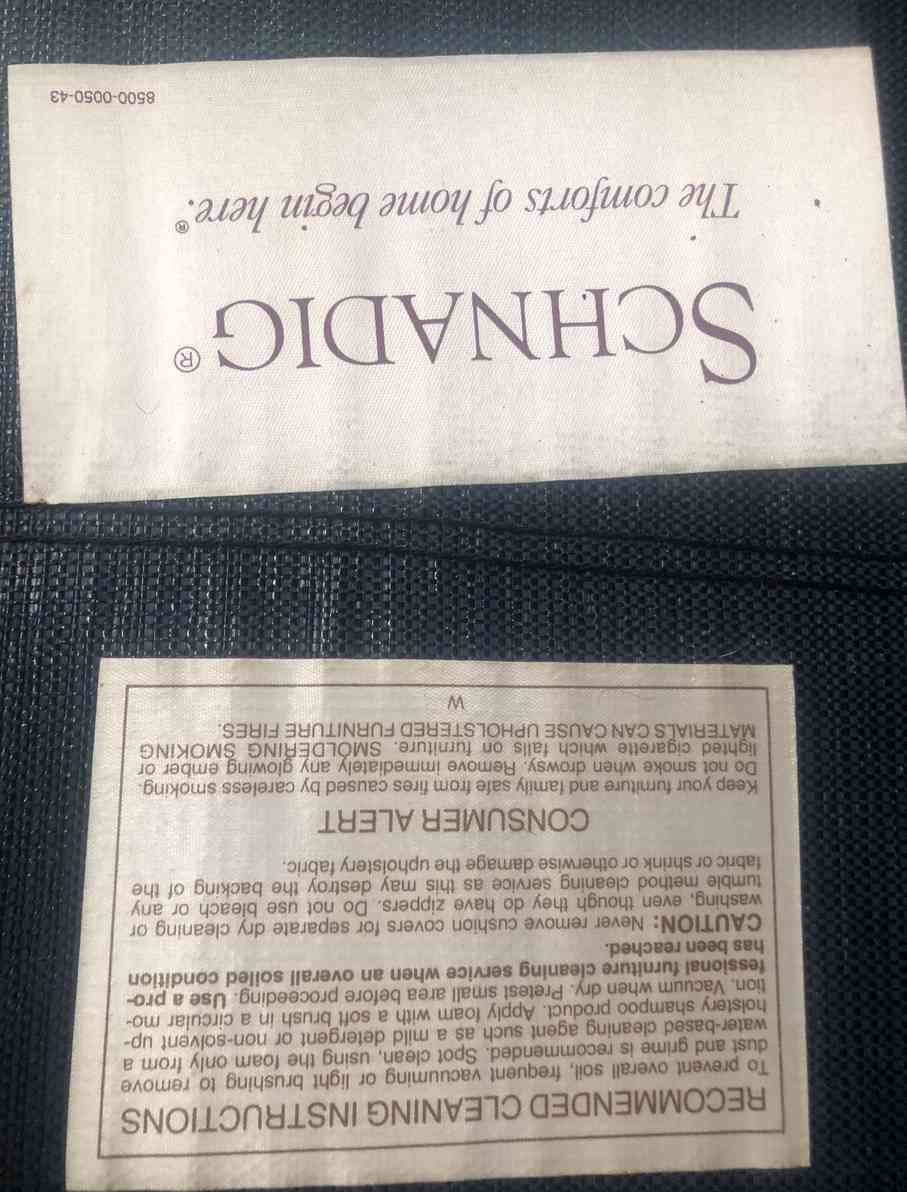 RECOMMENDED CLEANING INSTRUCTIONS
To prevent overall soil, frequent vacuuming or light brushing to remove
dust and grime is recommended. Spot clean, using the foam only from a
water-based cleaning agent such as a mild detergent or non-solvent up-
holstery shampoo product. Apply foam with a soft brush in a circular mo-
tion. Vacuum when dry. Pretest small area before proceeding. Use a pro-
fessional furniture cleaning service when an overall soiled condition
has been reached.
CAUTION: Never remove cushion covers for separate dry cleaning or
washing, even though they do have zippers. Do not use bleach or any
tumble method cleaning service as this may destroy the backing of the
fabric or shrink or otherwise damage the upholstery fabric.
CONSUMER ALERT
Keep your furniture and family safe from fires caused by careless smoking.
Do not smoke when drowsy. Remove immediately any glowing ember or
lighted cigarette which falls on furniture. SMOLDERING SMOKING
MATERIALS CAN CAUSE UPHOLSTERED FURNITURE FIRES.
W
SCHNADIG®
The comforts of home begin here.®
8500-0050-43